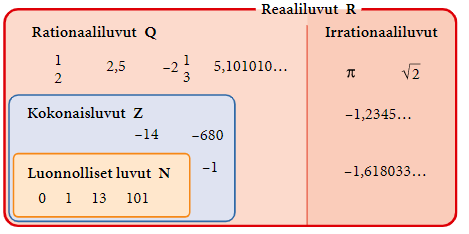 Reaaliluvut R
Rationaaliluvut Q
Irrationaaliluvut
1/2 2,5 −2 1/3 5,101010...
π √2
Kokonaisluvut Z
−14 −680
−1,2345...
Luonnolliset luvut N
−1
−1,618033...
0 1 13 101